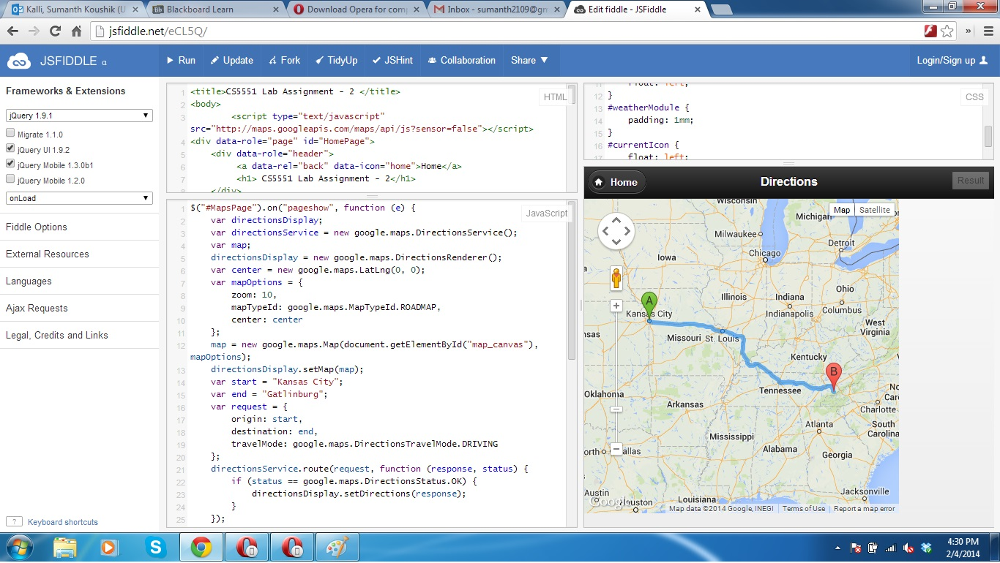 Kalli, Sumanth Koushik (U
Blackboard Learn
Download Opera for comp
Inbox - sumanth2109@gm
Edit fiddle - JSFiddle
jsfiddle.net/eCL5Q/
JSFIDDLE α
Run
Update
Fork
TidyUp
JSHint
Collaboration
Share
Login/Sign up
Frameworks & Extensions
jQuery 1.9.1
Migrate 1.1.0
jQuery UI 1.9.2
jQuery Mobile 1.3.0b1
jQuery Mobile 1.2.0
onLoad
Fiddle Options
External Resources
Languages
Ajax Requests
Legal, Credits and Links
? Keyboard shortcuts
HTML
1 <title>CS5551 Lab Assignment - 2 </title>
2 <body>
3 <script type="text/javascript"
src="http://maps.googleapis.com/maps/api/js?sensor=false"></script>
4 <div data-role="page" id="HomePage">
5 <div data-role="header">
6 <a data-rel="back" data-icon="home">Home</a>
7 <h1> CS5551 Lab Assignment - 2</h1>
8 </div>
JavaScript
1 $("#MapsPage").on("pageshow", function (e) {
2 var directionsDisplay;
3 var directionsService = new google.maps.DirectionsService();
4 var map;
5 directionsDisplay = new google.maps.DirectionsRenderer();
6 var center = new google.maps.LatLng(0, 0);
7 var mapOptions = {
8 zoom: 10,
9 mapTypeId: google.maps.MapTypeId.ROADMAP,
10 center: center
11 };
12 map = new google.maps.Map(document.getElementById("map_canvas"),
mapOptions);
13 directionsDisplay.setMap(map);
14 var start = "Kansas City";
15 var end = "Gatlinburg";
16 var request = {
17 origin: start,
18 destination: end,
19 travelMode: google.maps.DirectionsTravelMode.DRIVING
20 };
21 directionsService.route(request, function (response, status) {
22 if (status == google.maps.DirectionsStatus.OK) {
23 directionsDisplay.setDirections(response);
24 }
25 });
CSS
11 float: left;
12 }
13 #weatherModule {
14 padding: 1mm;
15 }
16 #currentIcon {
17 float: left;
Home
Directions
Result
Wisconsin
Map
Satellite
Michigan
Milwaukee
Detroit
Chicago
Iowa
Ohio
Illinois
Indiana
Columbus
Indianapolis
A
Kansas City
West
Virginia
sas
Missouri
St. Louis
Kentucky
B
No
Car
Oklahoma
Tennessee
Charlotte
Arkansas
Atlanta
South
Carolina
Mississippi
Alabama
Georgia
orth
Dallas
Jacksonville
Austin
Houston
Louisiana
Google
Map data ©2014 Google, INEGI
Terms of Use
Report a map error
4:30 PM
2/4/2014